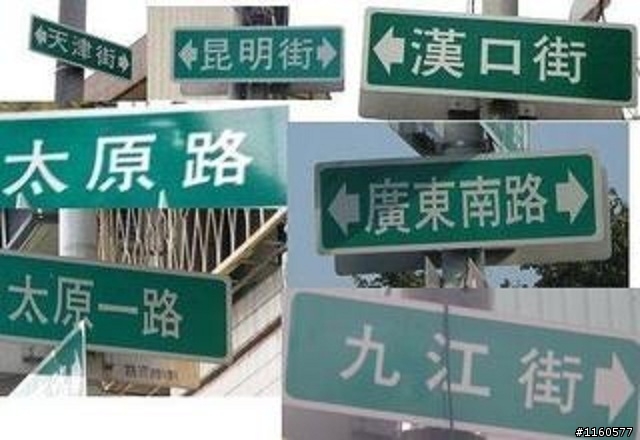 天津街
昆明街
漢口街
太原路
廣東南路
太原一路
九江街
#1160577